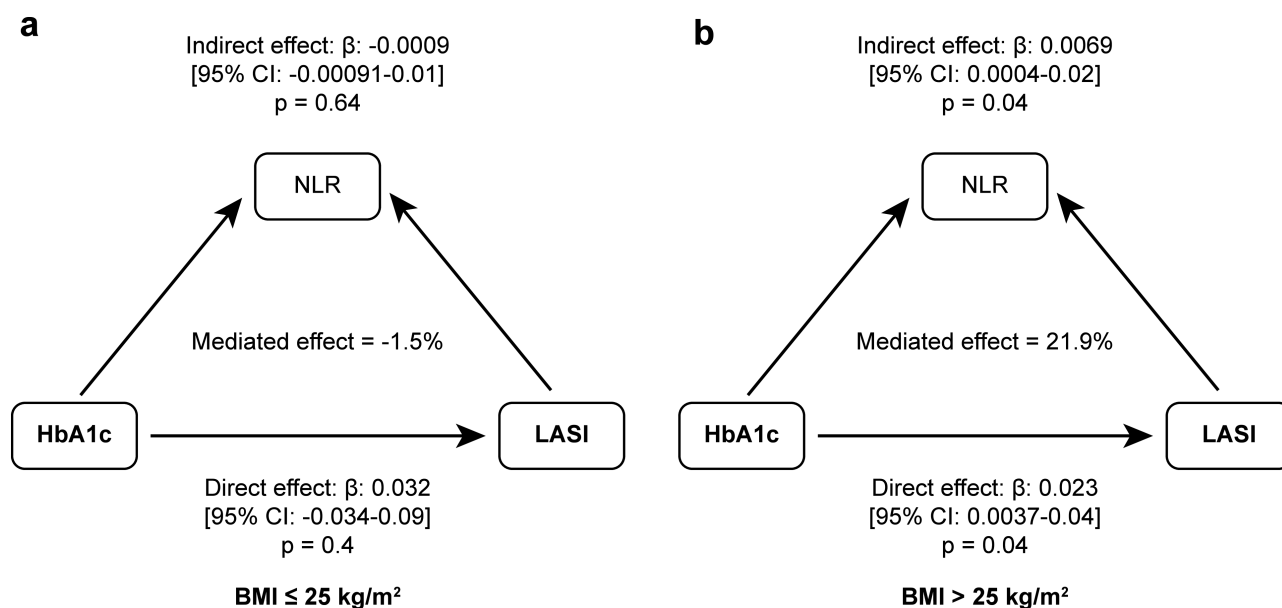 a
Indirect effect: β: -0.0009
[95% CI: -0.00091-0.01]
p = 0.64
NLR
Mediated effect = -1.5%
HbA1c
LASI
Direct effect: β: 0.032
[95% CI: -0.034-0.09]
p = 0.4
BMI ≤ 25 kg/m²
b
Indirect effect: β: 0.0069
[95% CI: 0.0004-0.02]
p = 0.04
NLR
Mediated effect = 21.9%
HbA1c
LASI
Direct effect: β: 0.023
[95% CI: 0.0037-0.04]
p = 0.04
BMI > 25 kg/m²